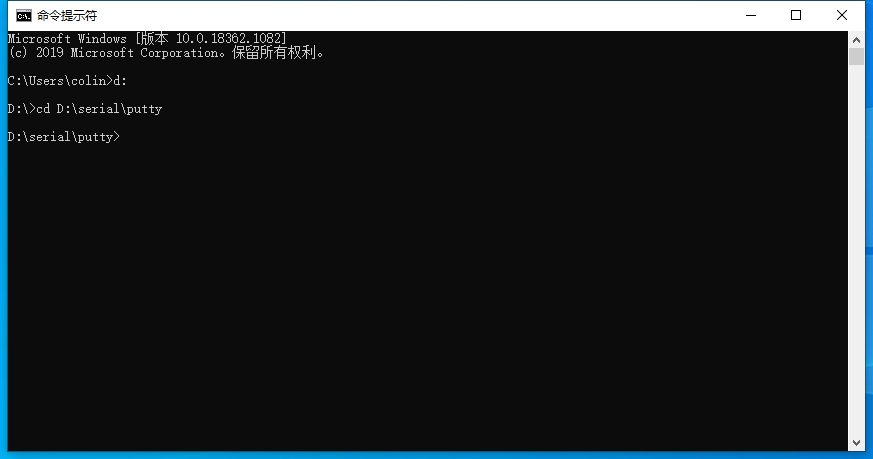 命令提示符
Microsoft Windows [版本 10.0.18362.1082]
(c) 2019 Microsoft Corporation。保留所有权利。
C:\Users\colin>d:
D:\>cd D:\serial\putty
D:\serial\putty>